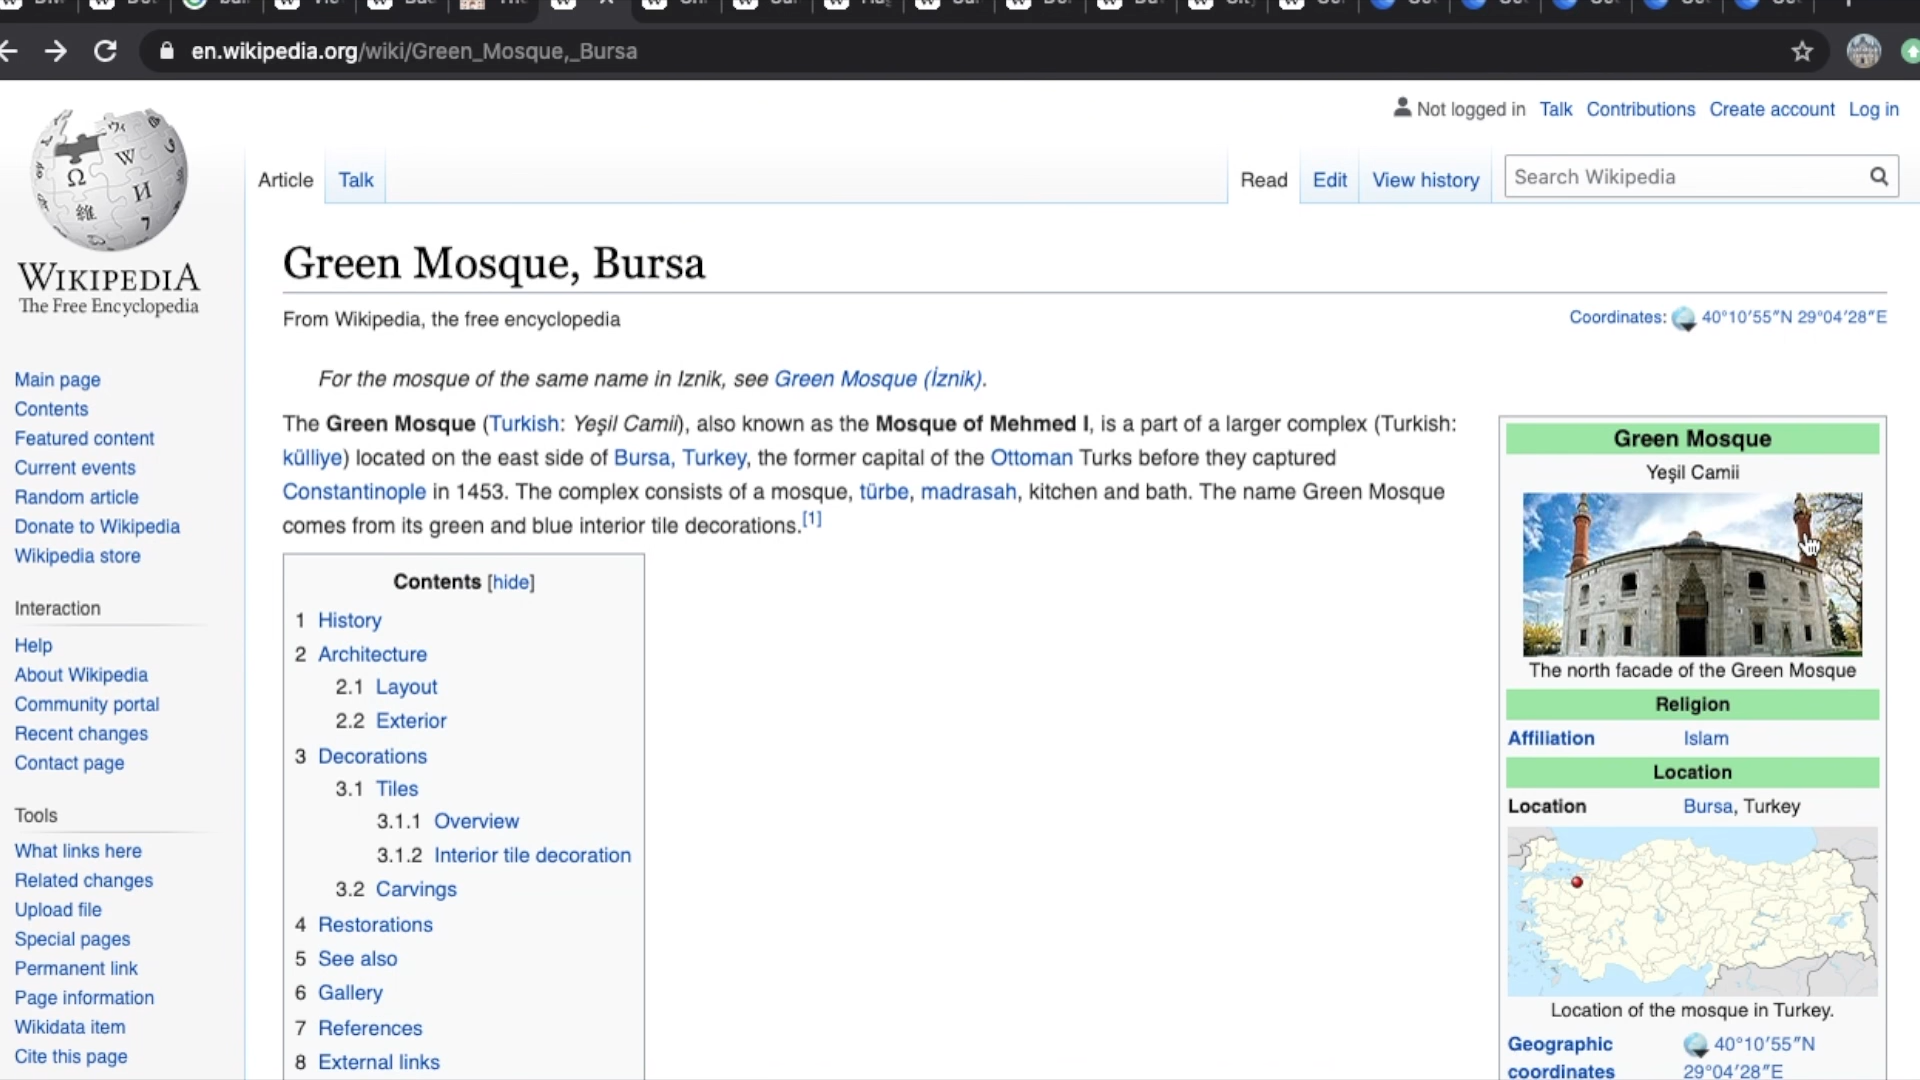 en.wikipedia.org/wiki/Green_Mosque,_Bursa
Not logged in Talk Contributions Create account Log in
Article Talk Read Edit View history Search Wikipedia
WIKIPEDIA
The Free Encyclopedia
Main page
Contents
Featured content
Current events
Random article
Donate to Wikipedia
Wikipedia store
Interaction
Help
About Wikipedia
Community portal
Recent changes
Contact page
Tools
What links here
Related changes
Upload file
Special pages
Permanent link
Page information
Wikidata item
Cite this page
Green Mosque, Bursa
From Wikipedia, the free encyclopedia
Coordinates: 40°10′55″N 29°04′28″E
For the mosque of the same name in Iznik, see Green Mosque (İznik).
The Green Mosque (Turkish: Yeşil Camii), also known as the Mosque of Mehmed I, is a part of a larger complex (Turkish:
külliye) located on the east side of Bursa, Turkey, the former capital of the Ottoman Turks before they captured
Constantinople in 1453. The complex consists of a mosque, türbe, madrasah, kitchen and bath. The name Green Mosque
comes from its green and blue interior tile decorations.[1]
Contents [hide]
1 History
2 Architecture
2.1 Layout
2.2 Exterior
3 Decorations
3.1 Tiles
3.1.1 Overview
3.1.2 Interior tile decoration
3.2 Carvings
4 Restorations
5 See also
6 Gallery
7 References
8 External links
Green Mosque
Yeşil Camii
The north facade of the Green Mosque
Religion
Affiliation Islam
Location
Location Bursa, Turkey
Location of the mosque in Turkey.
Geographic 40°10′55″N
coordinates 29°04′28″E